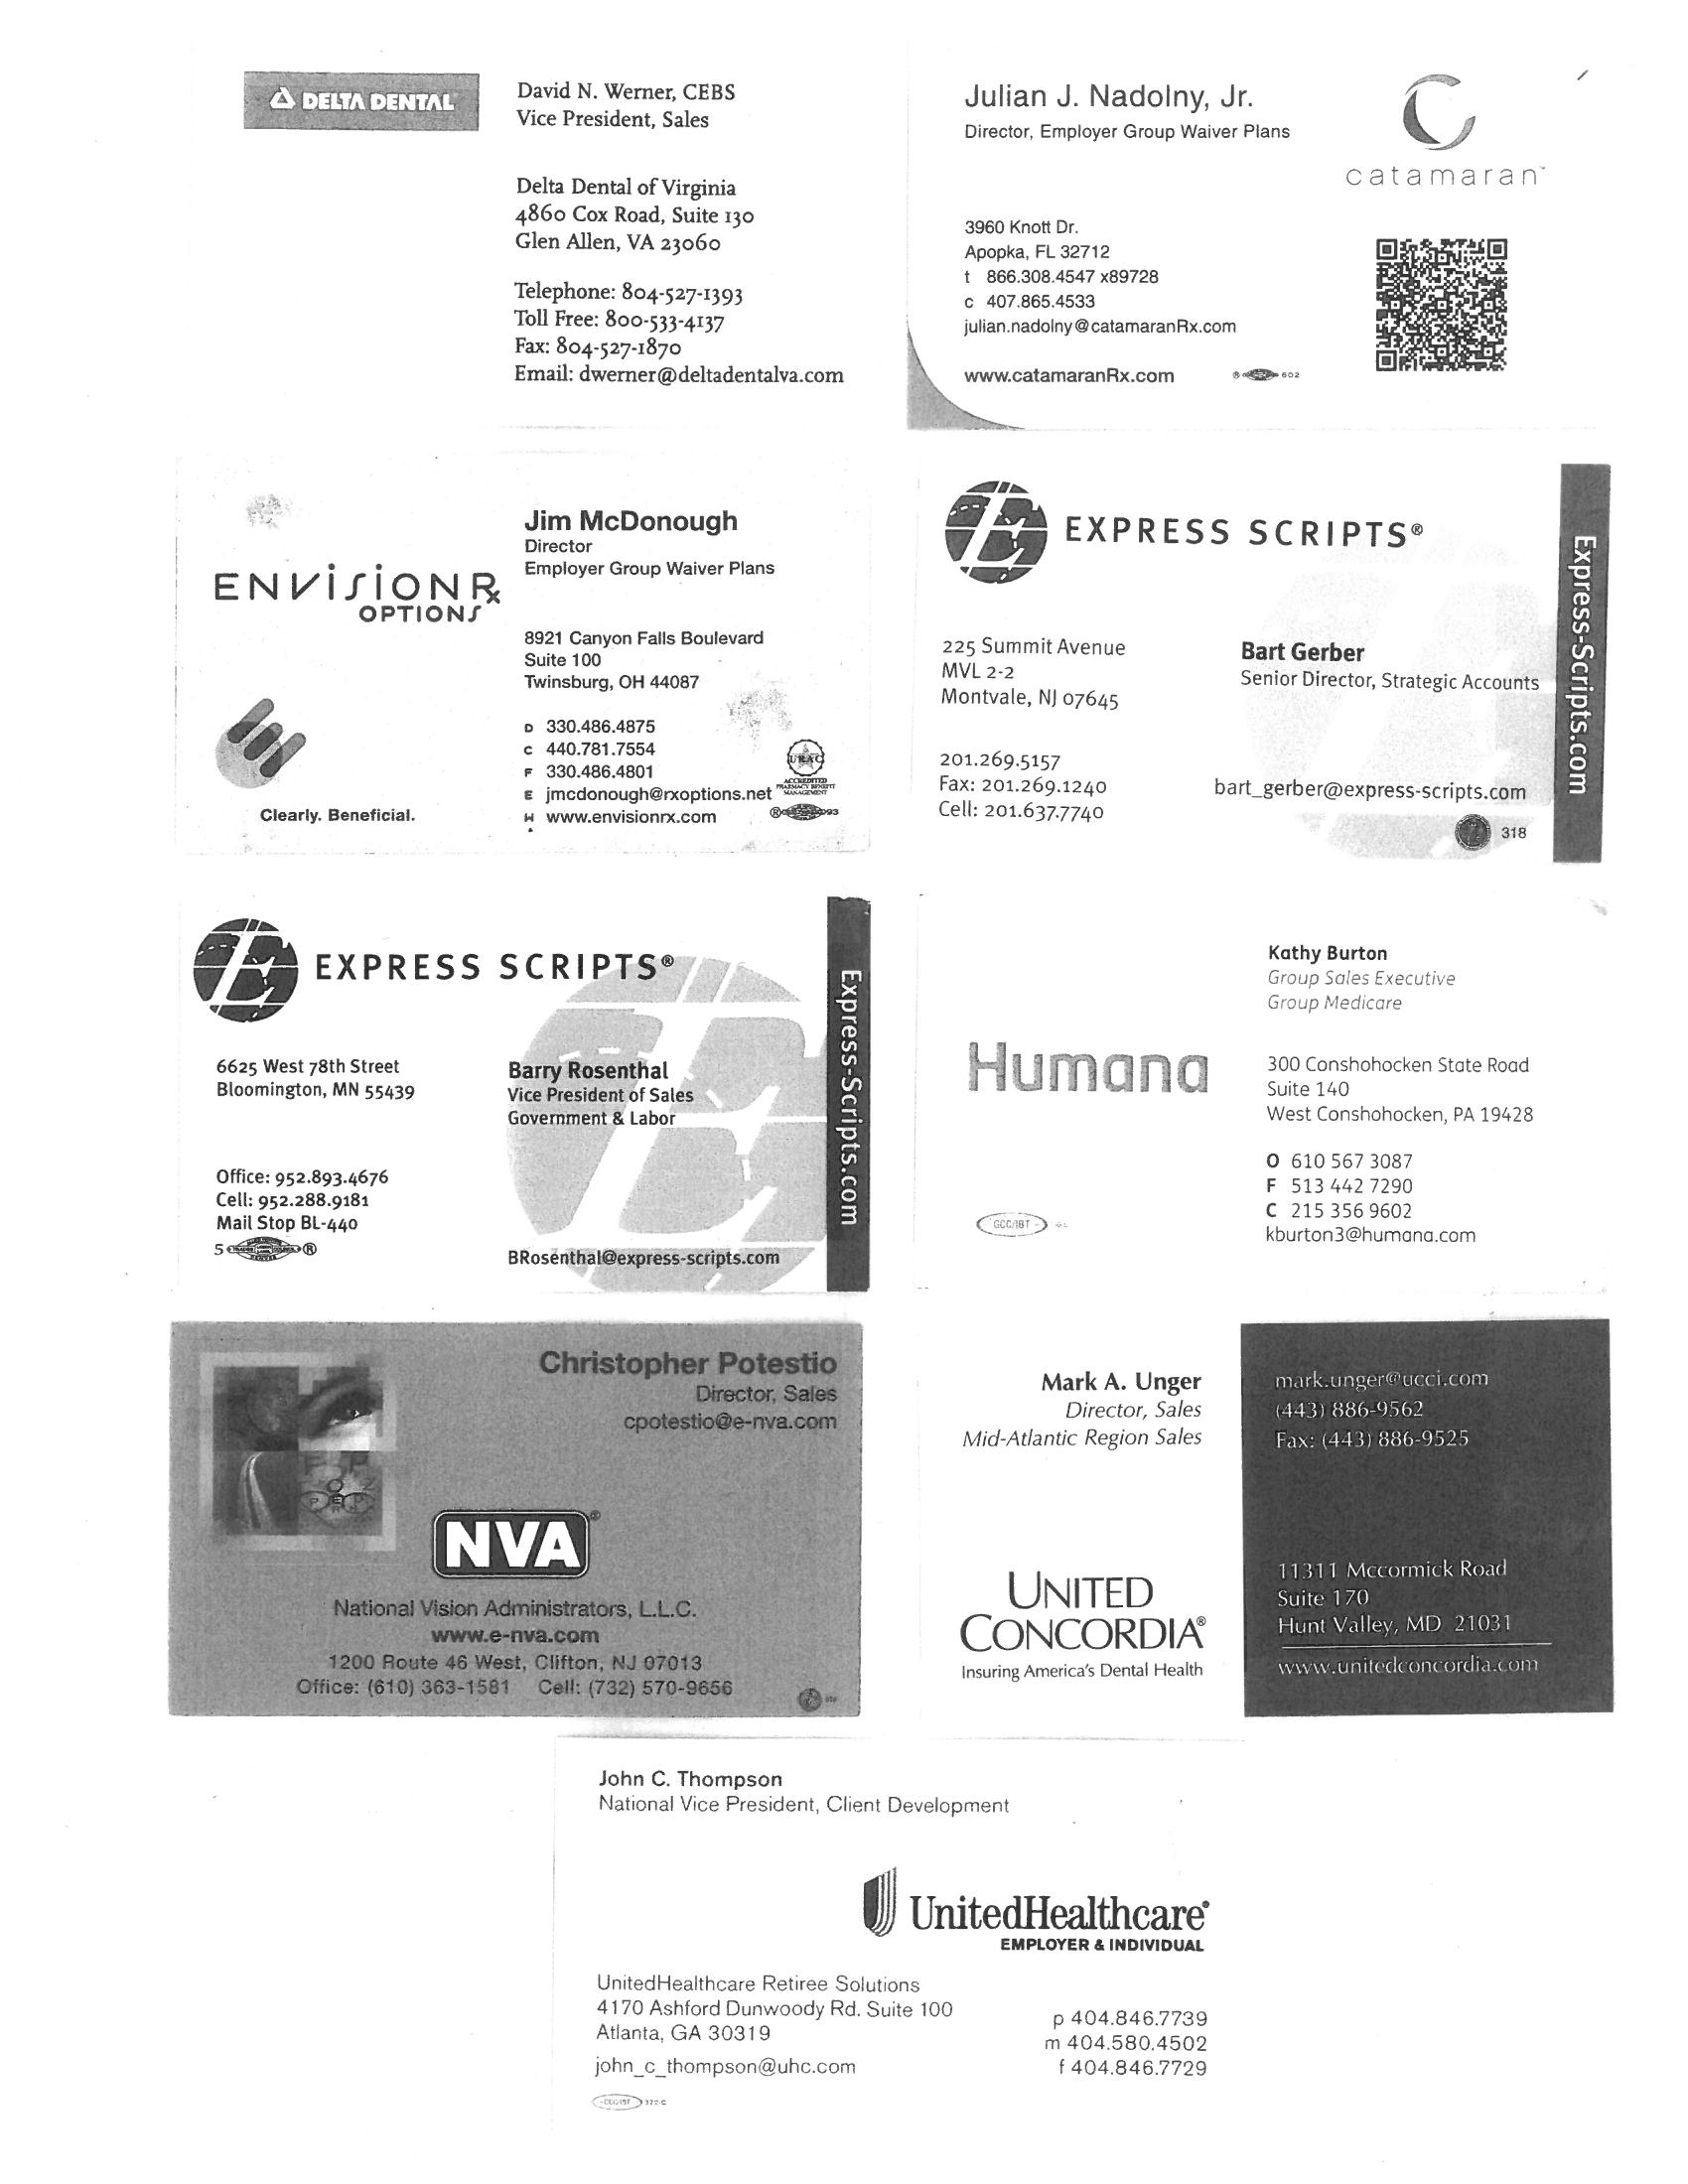 DELTA DENTAL
David N. Werner, CEBS
Vice President, Sales
Delta Dental of Virginia
4860 Cox Road, Suite 130
Glen Allen, VA 23060
Telephone: 804-527-1393
Toll Free: 800-533-4137
Fax: 804-527-1870
Email: dwerner@deltadentalva.com
Julian J. Nadolny, Jr.
Director, Employer Group Waiver Plans
catamaran™
3960 Knott Dr.
Apopka, FL 32712
t 866.308.4547 x89728
c 407.865.4533
julian.nadolny@catamaranRx.com
www.catamaranRx.com
® 602
ENVISIONRx
OPTIONS
Clearly. Beneficial.
Jim McDonough
Director
Employer Group Waiver Plans
8921 Canyon Falls Boulevard
Suite 100
Twinsburg, OH 44087
D 330.486.4875
C 440.781.7554
F 330.486.4801
E jmcdonough@rxoptions.net
W www.envisionrx.com
URAC
ACCREDITED
PHARMACY BENEFIT
MANAGEMENT
® 93
EXPRESS SCRIPTS®
225 Summit Avenue
MVL 2-2
Montvale, NJ 07645
201.269.5157
Fax: 201.269.1240
Cell: 201.637.7740
Bart Gerber
Senior Director, Strategic Accounts
bart_gerber@express-scripts.com
318
Express-Scripts.com
EXPRESS SCRIPTS®
6625 West 78th Street
Bloomington, MN 55439
Office: 952.893.4676
Cell: 952.288.9181
Mail Stop BL-440
5 ®
Barry Rosenthal
Vice President of Sales
Government & Labor
BRosenthal@express-scripts.com
Express-Scripts.com
Humana
GCC/IBT
Kathy Burton
Group Sales Executive
Group Medicare
300 Conshohocken State Road
Suite 140
West Conshohocken, PA 19428
O 610 567 3087
F 513 442 7290
C 215 356 9602
kburton3@humana.com
Christopher Potestio
Director, Sales
cpotestio@e-nva.com
NVA®
National Vision Administrators, L.L.C.
www.e-nva.com
1200 Route 46 West, Clifton, NJ 07013
Office: (610) 363-1581 Cell: (732) 570-9656
Mark A. Unger
Director, Sales
Mid-Atlantic Region Sales
UNITED
CONCORDIA®
Insuring America's Dental Health
mark.unger@ucci.com
(443) 886-9562
Fax: (443) 886-9525
11311 Mccormick Road
Suite 170
Hunt Valley, MD 21031
www.unitedconcordia.com
John C. Thompson
National Vice President, Client Development
UnitedHealthcare®
EMPLOYER & INDIVIDUAL
UnitedHealthcare Retiree Solutions
4170 Ashford Dunwoody Rd. Suite 100
Atlanta, GA 30319
john_c_thompson@uhc.com
p 404.846.7739
m 404.580.4502
f 404.846.7729
372-C